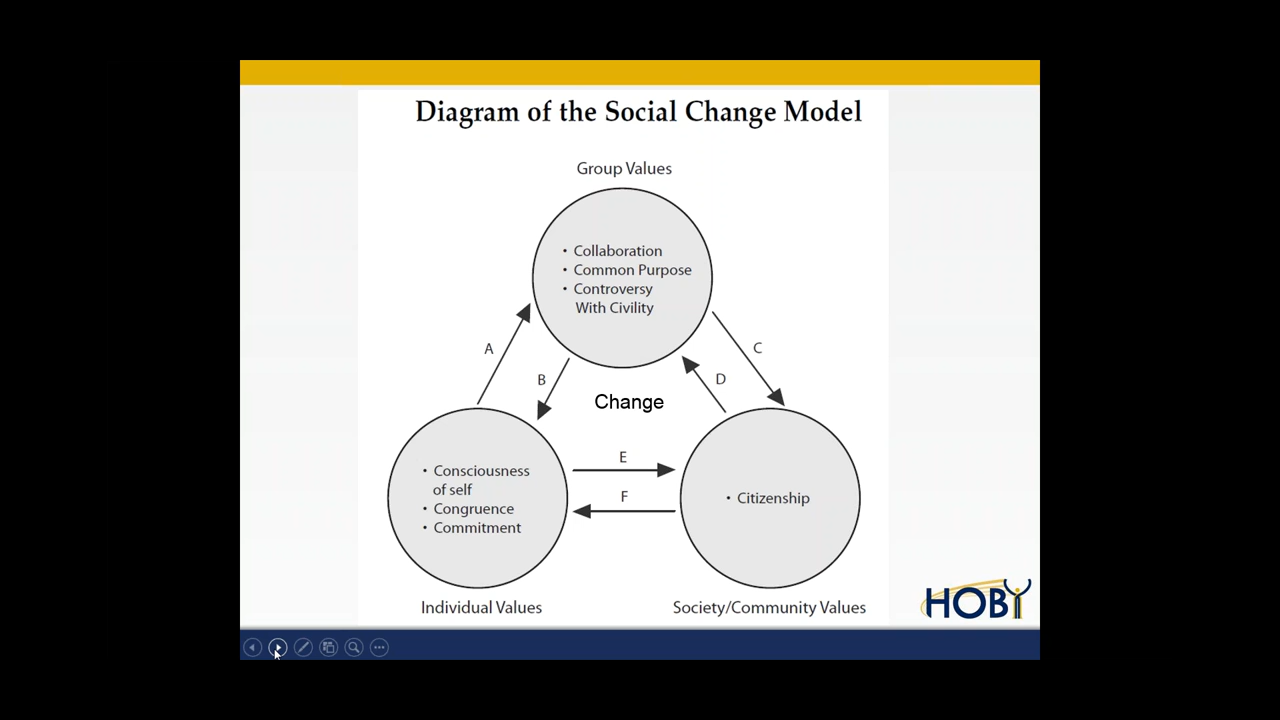 Diagram of the Social Change Model
Group Values
• Collaboration
• Common Purpose
• Controversy
With Civility
A
B
C
D
Change
• Consciousness
of self
• Congruence
• Commitment
E
F
• Citizenship
Individual Values
Society/Community Values
HOBY